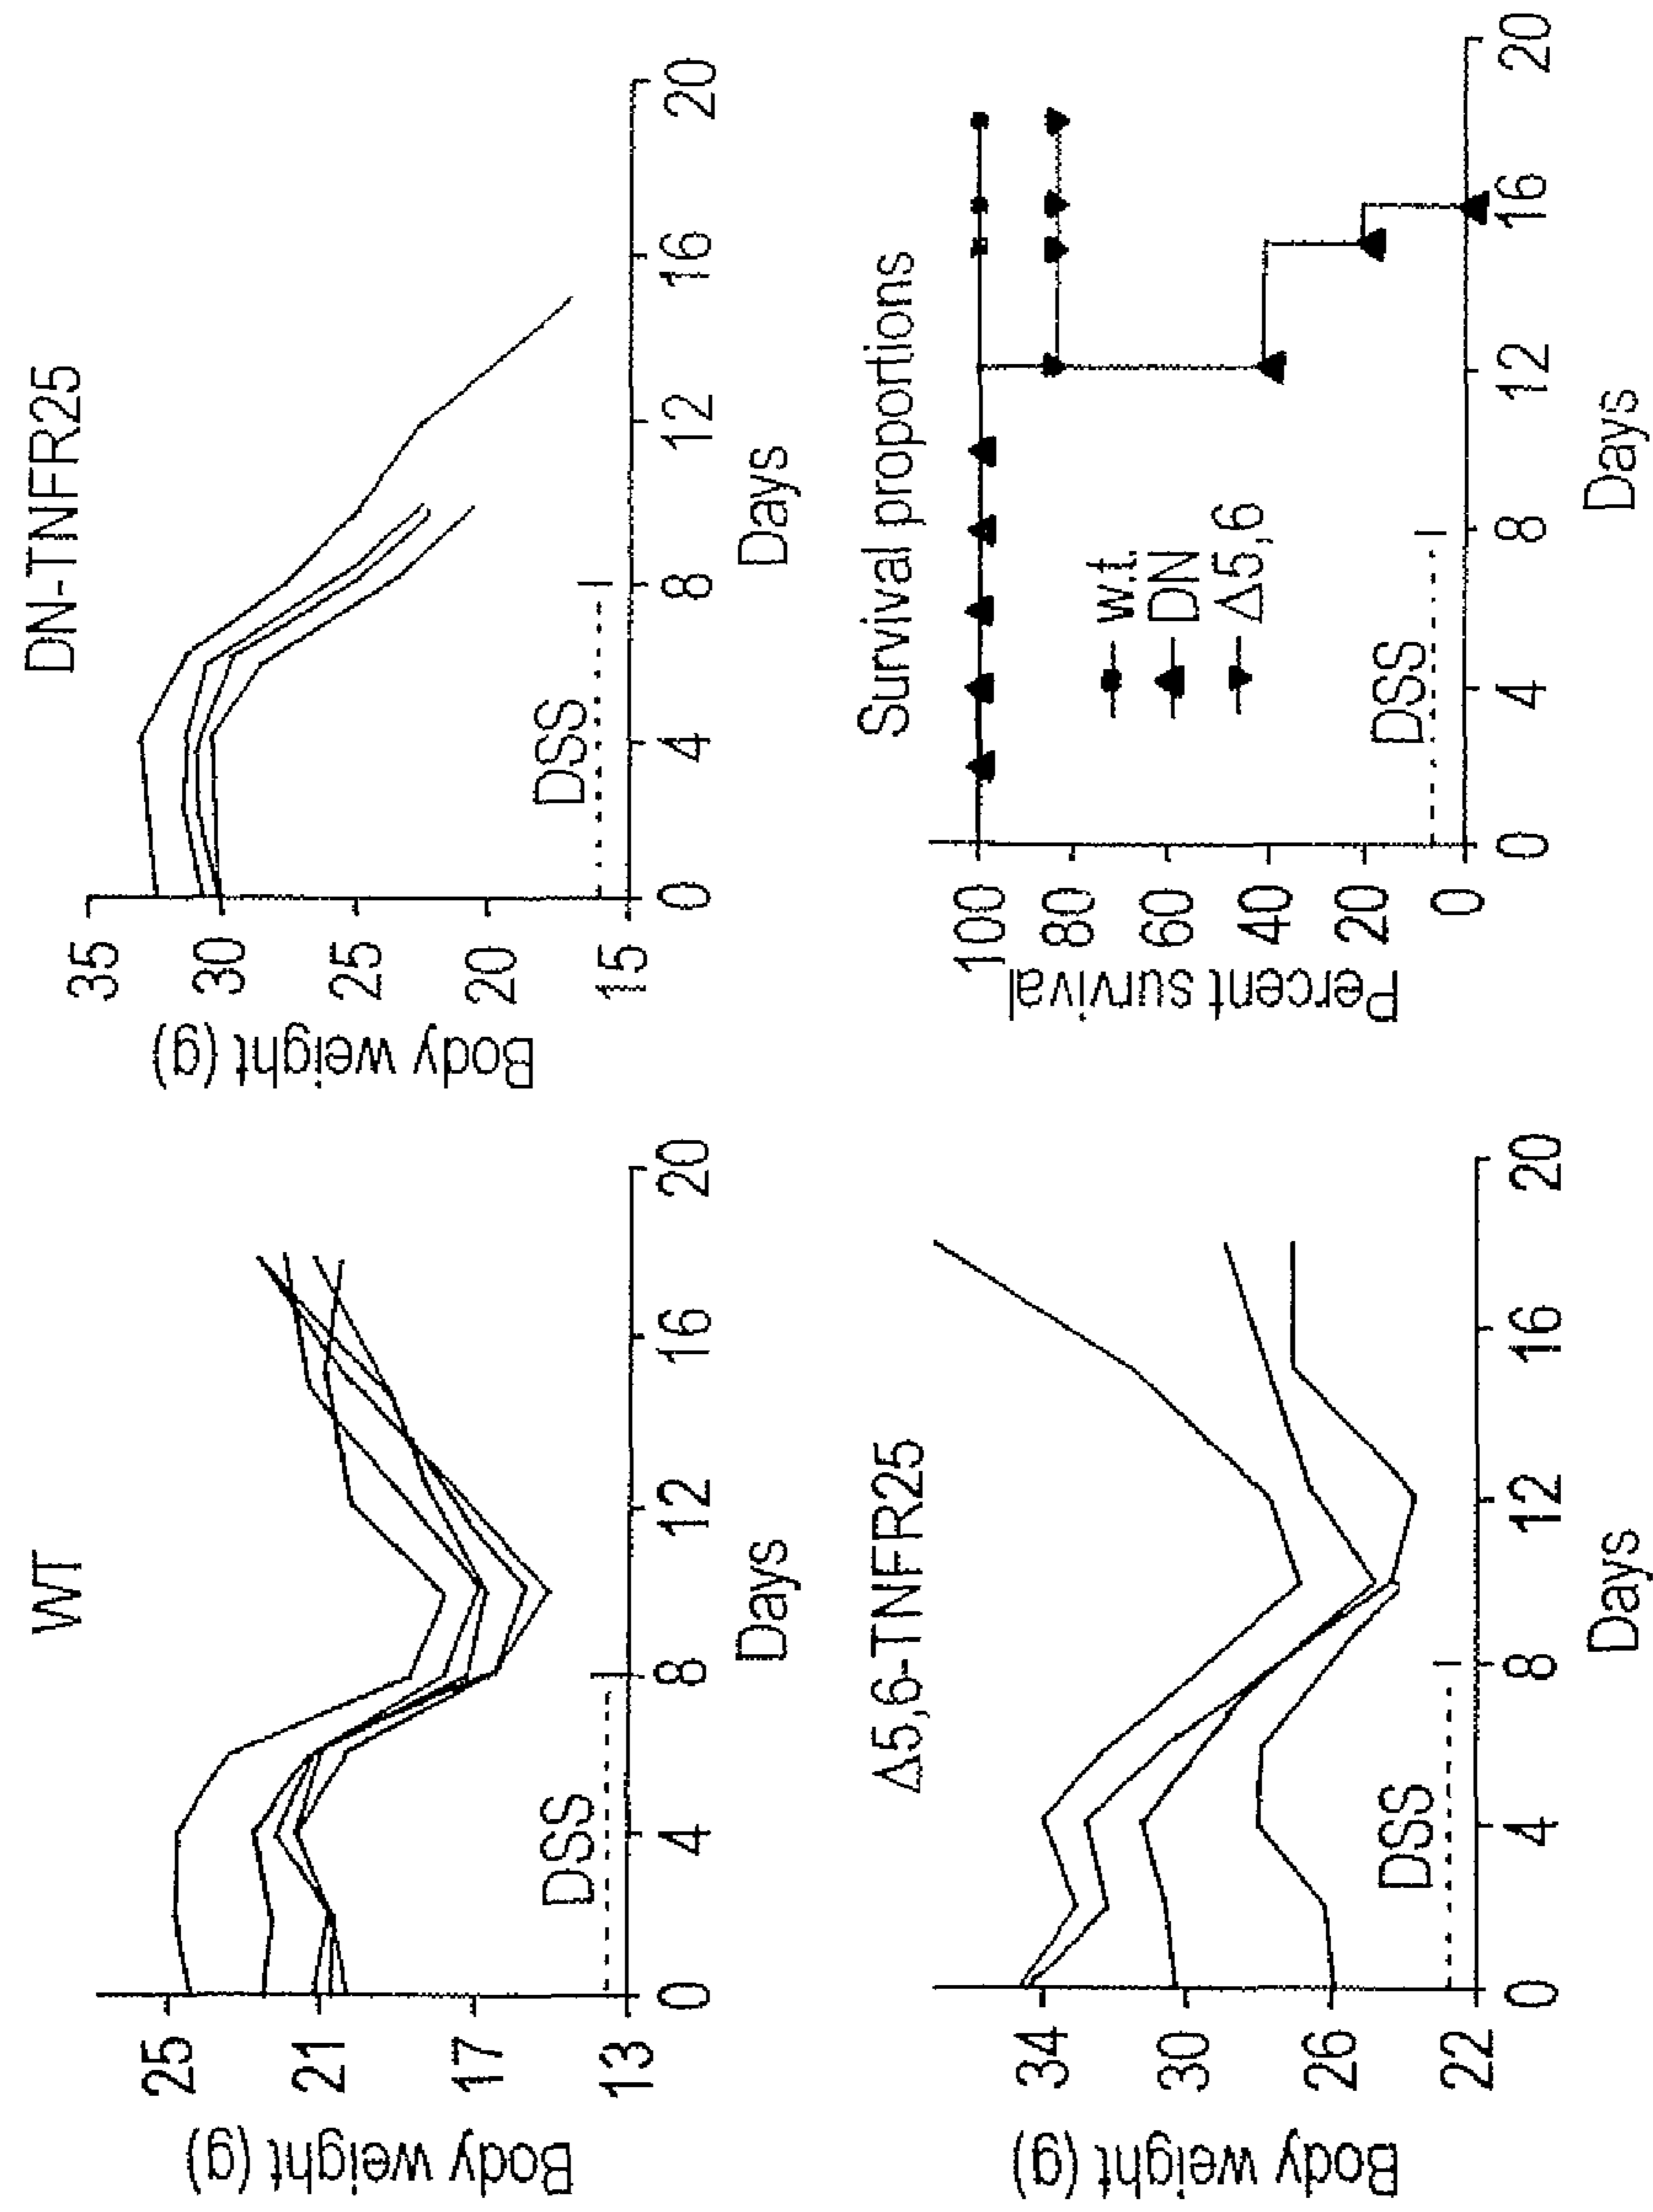 WT
Body weight (g)
25
21
17
13
DSS
0
4
8
12
16
20
Days
DN-TNFR25
Body weight (g)
35
30
25
20
15
DSS
0
4
8
12
16
20
Days
Δ5,6-TNFR25
Body weight (g)
34
30
26
22
DSS
0
4
8
12
16
20
Days
Survival proportions
Percent survival
100
80
60
40
20
0
w.t.
DN
Δ5,6
DSS
0
4
8
12
16
20
Days